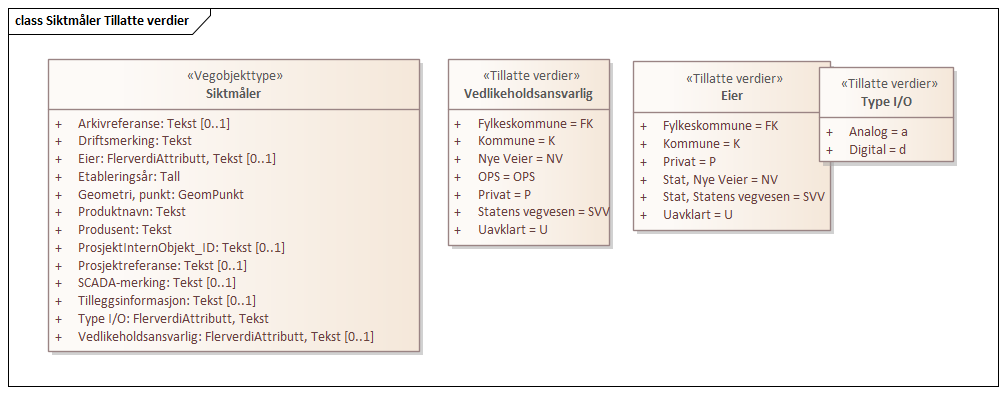 class Siktmåler Tillatte verdier
«Vegobjekttype»
Siktmåler
+ Arkivreferanse: Tekst [0..1]
+ Driftsmerking: Tekst
+ Eier: FlerverdiAttributt, Tekst [0..1]
+ Etableringsår: Tall
+ Geometri, punkt: GeomPunkt
+ Produktnavn: Tekst
+ Produsent: Tekst
+ ProsjektInternObjekt_ID: Tekst [0..1]
+ Prosjektreferanse: Tekst [0..1]
+ SCADA-merking: Tekst [0..1]
+ Tilleggsinformasjon: Tekst [0..1]
+ Type I/O: FlerverdiAttributt, Tekst
+ Vedlikeholdsansvarlig: FlerverdiAttributt, Tekst [0..1]
«Tillatte verdier»
Vedlikeholdsansvarlig
+ Fylkeskommune = FK
+ Kommune = K
+ Nye Veier = NV
+ OPS = OPS
+ Privat = P
+ Statens vegvesen = SVV
+ Uavklart = U
«Tillatte verdier»
Eier
+ Fylkeskommune = FK
+ Kommune = K
+ Privat = P
+ Stat, Nye Veier = NV
+ Stat, Statens vegvesen = SVV
+ Uavklart = U
«Tillatte verdier»
Type I/O
+ Analog = a
+ Digital = d